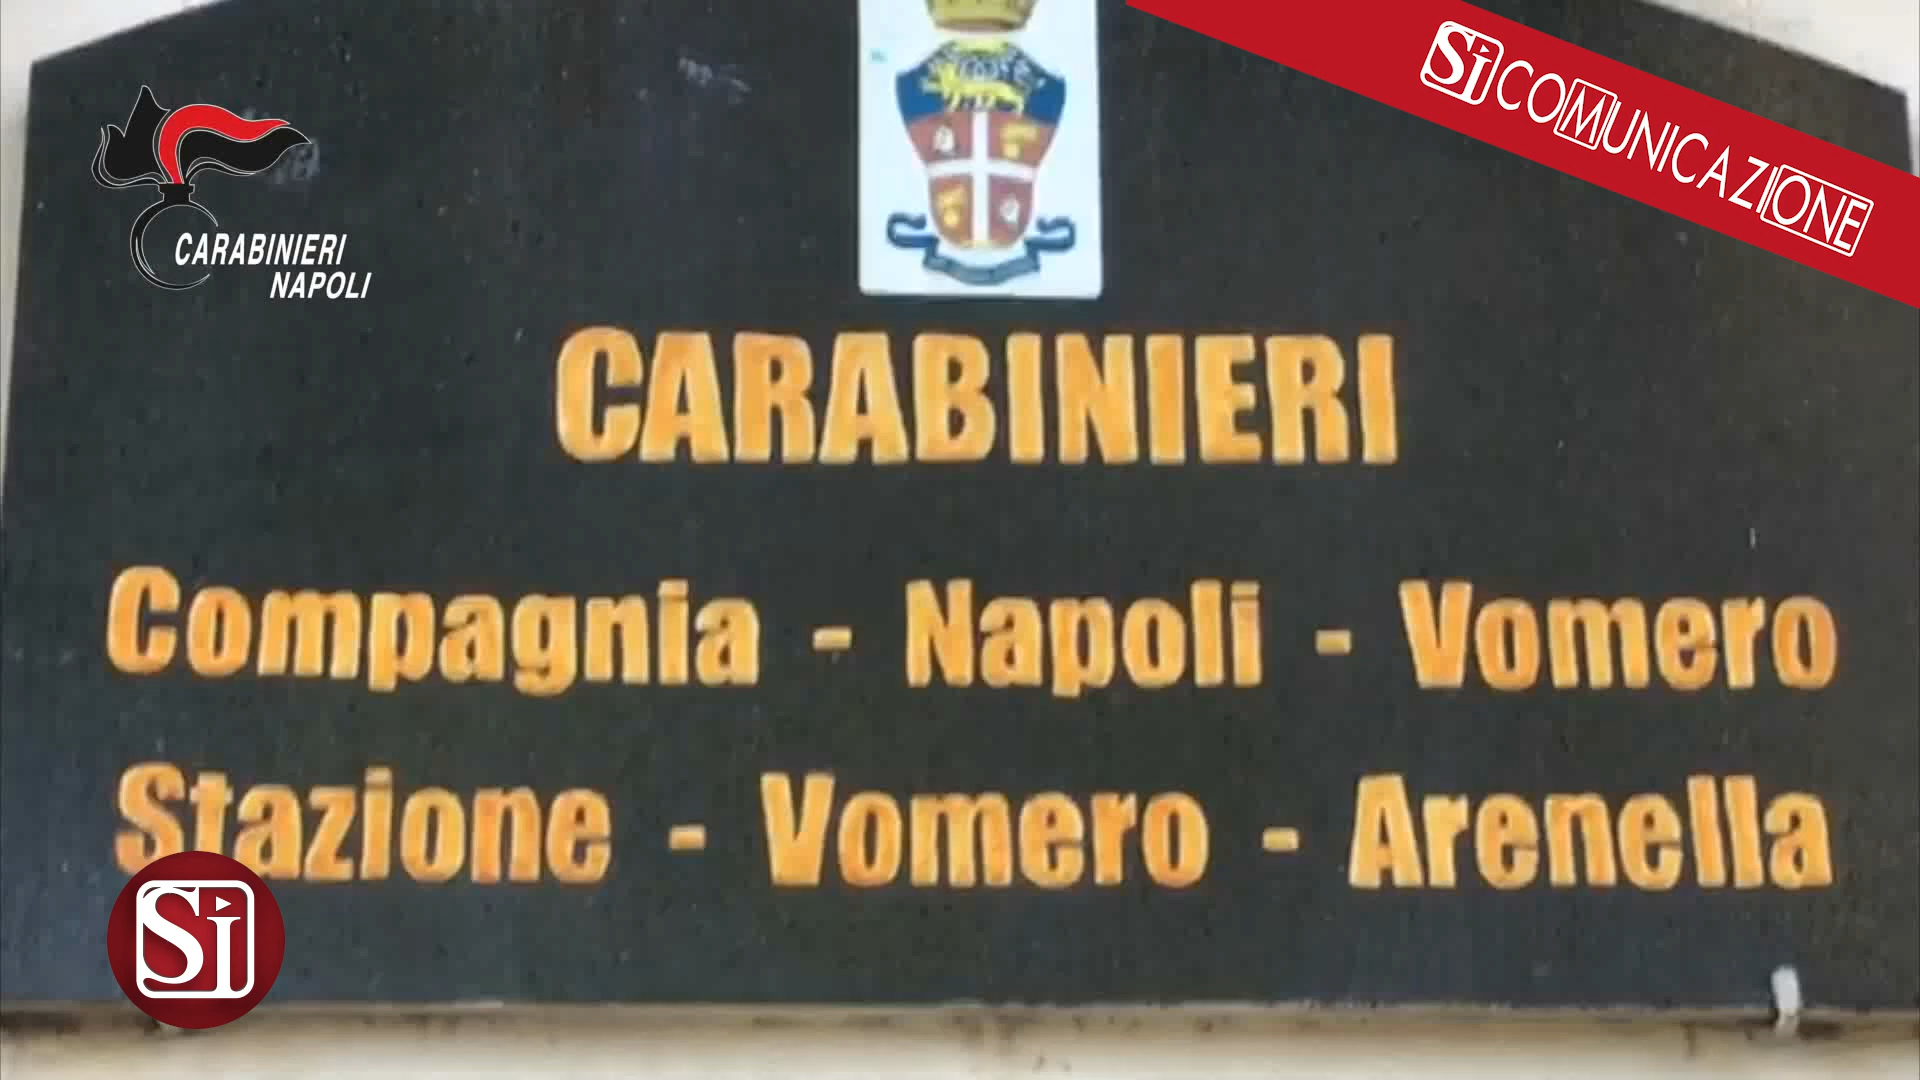 SiCOMUNICAZIONE
CARABINIERI
NAPOLI
CARABINIERI
Compagnia - Napoli - Vomero
Stazione - Vomero - Arenella
Si